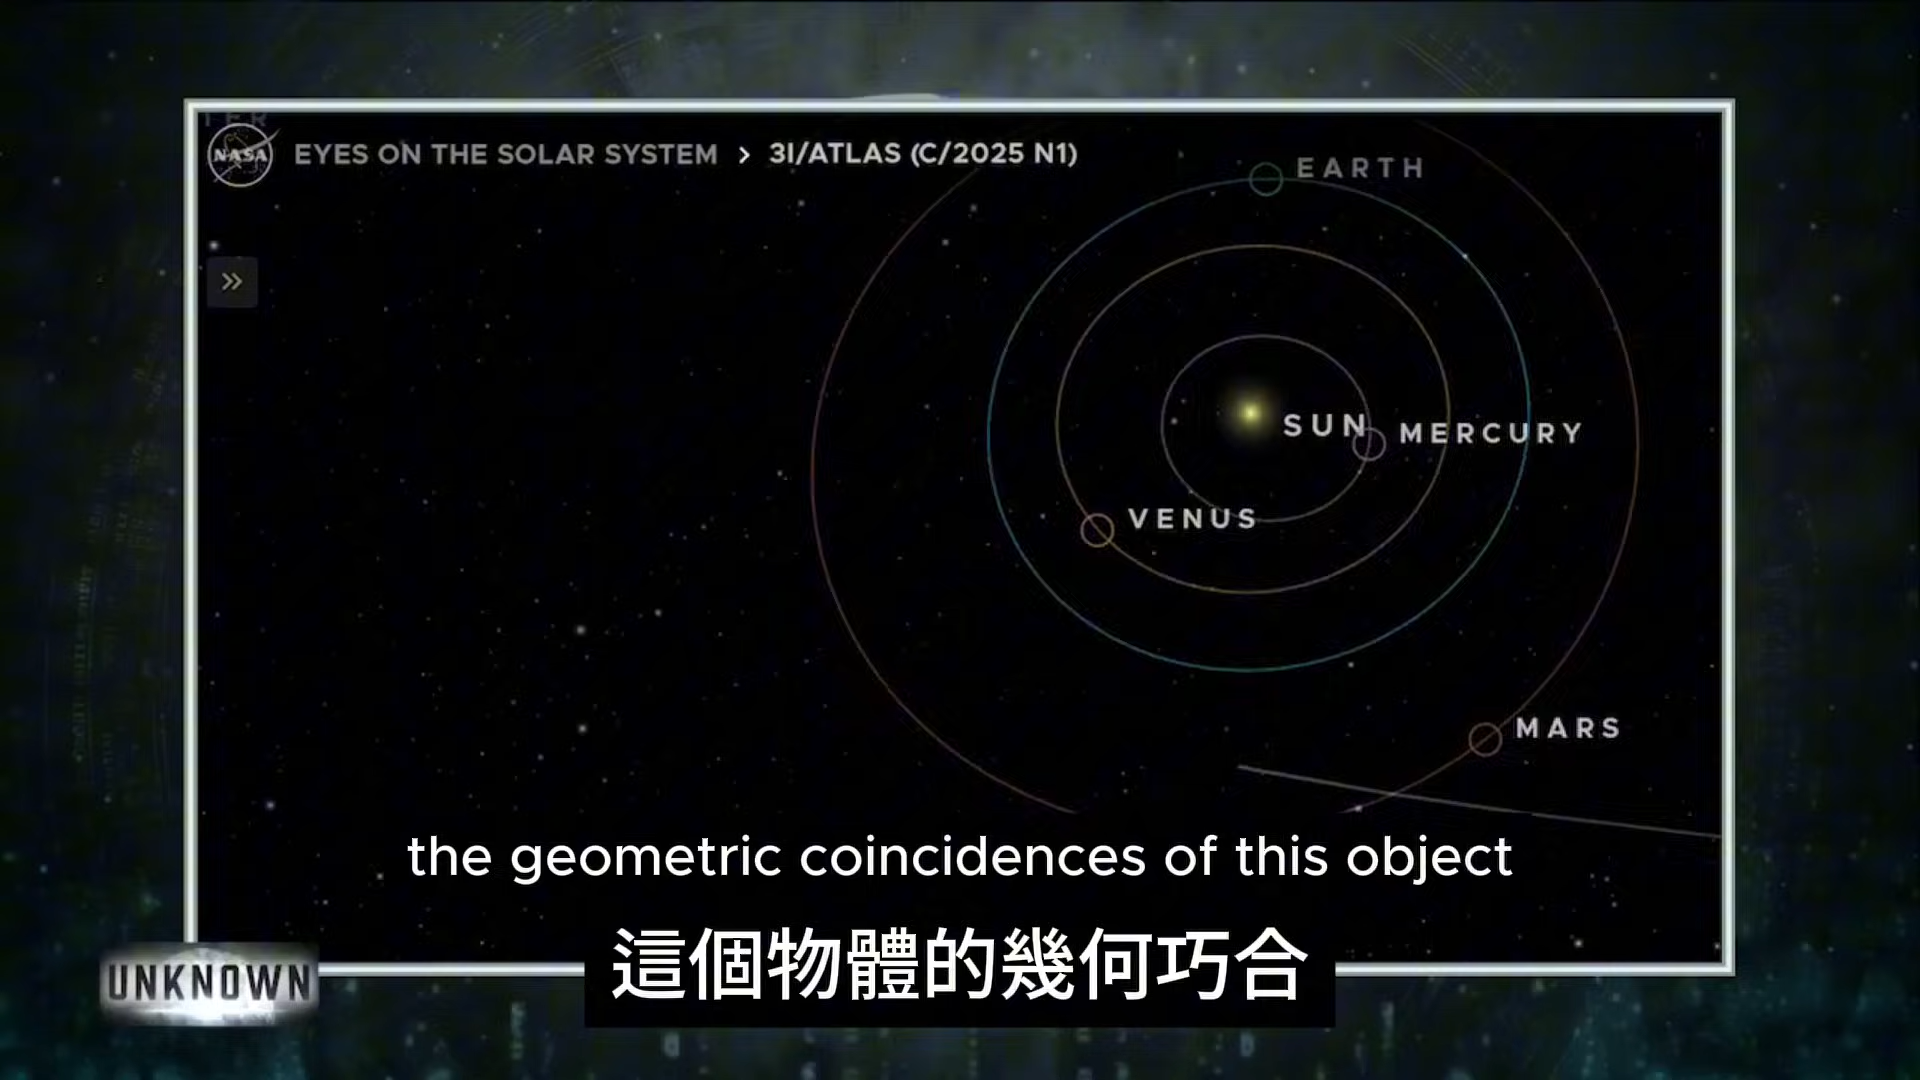 NASA
EYES ON THE SOLAR SYSTEM > 3I/ATLAS (C/2025 N1)
EARTH
SUN
MERCURY
VENUS
MARS
the geometric coincidences of this object
這個物體的幾何巧合
UNKNOWN